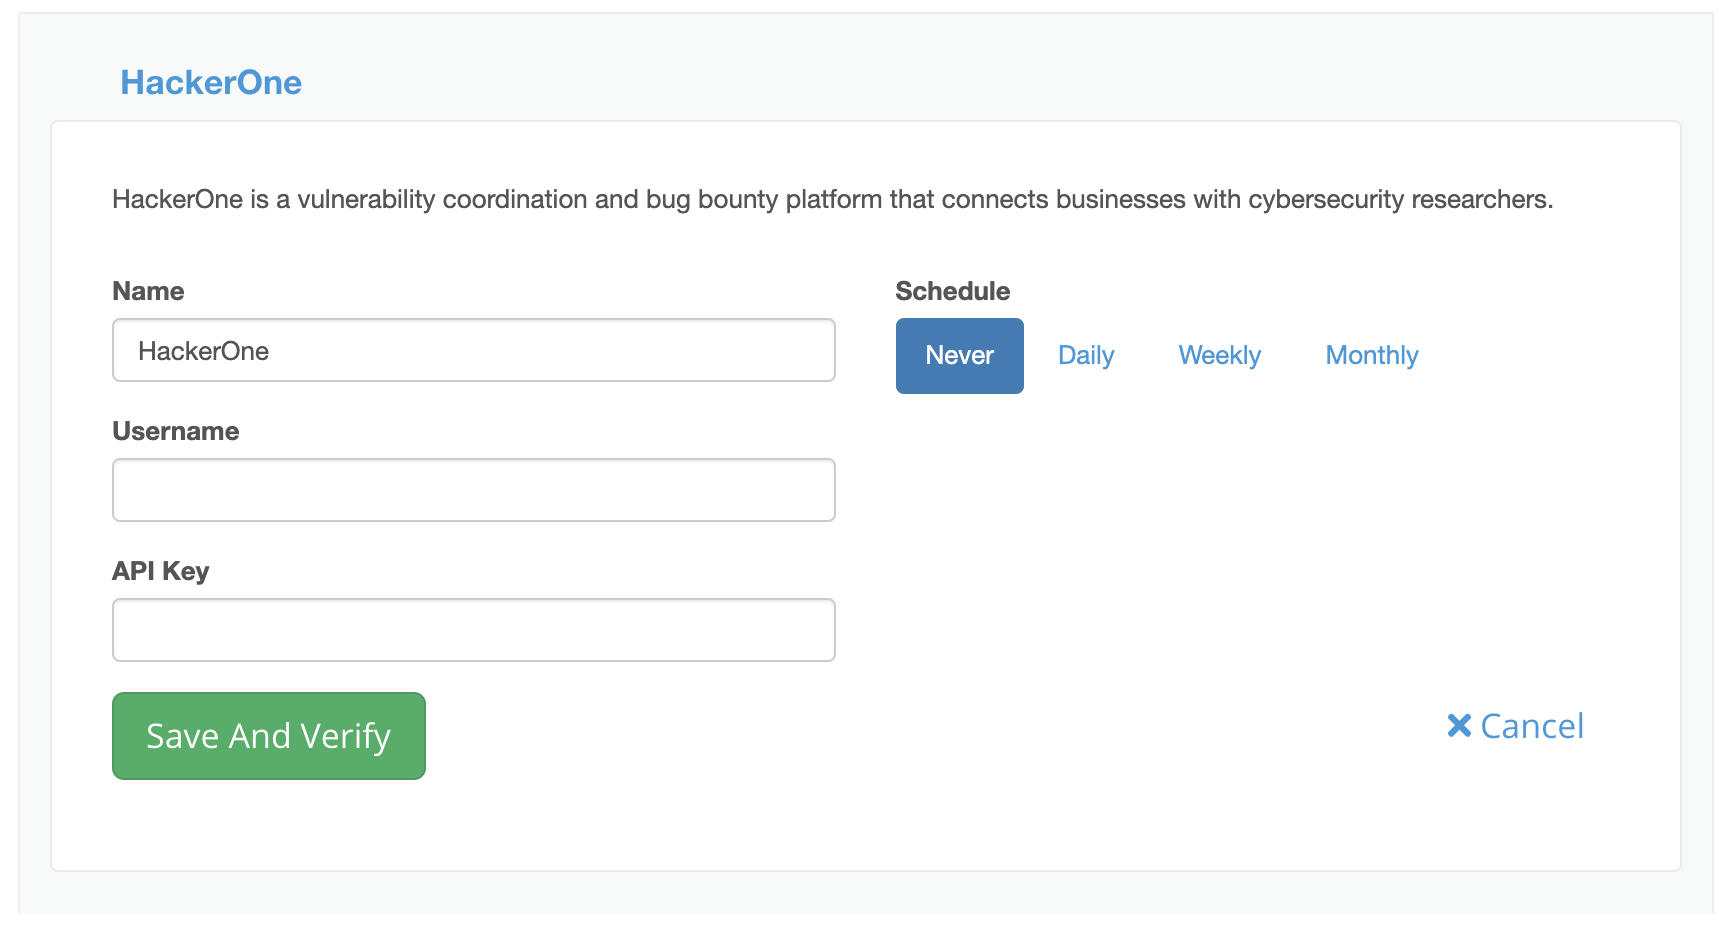 HackerOne
HackerOne is a vulnerability coordination and bug bounty platform that connects businesses with cybersecurity researchers.
Name
HackerOne
Schedule
Never Daily Weekly Monthly
Username
API Key
Save And Verify
Cancel